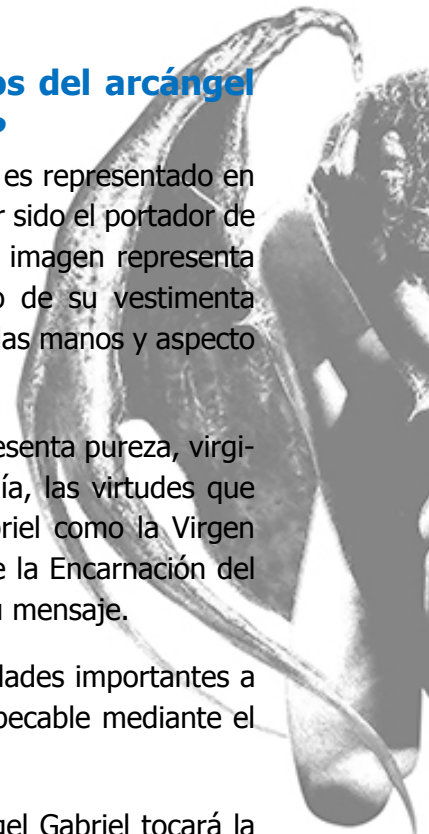 os del arcángel
?
es representado en
r sido el portador de
imagen representa
o de su vestimenta
las manos y aspecto
esenta pureza, virgi-
ía, las virtudes que
briel como la Virgen
e la Encarnación del
u mensaje.
dades importantes a
pecable mediante el
gel Gabriel tocará la